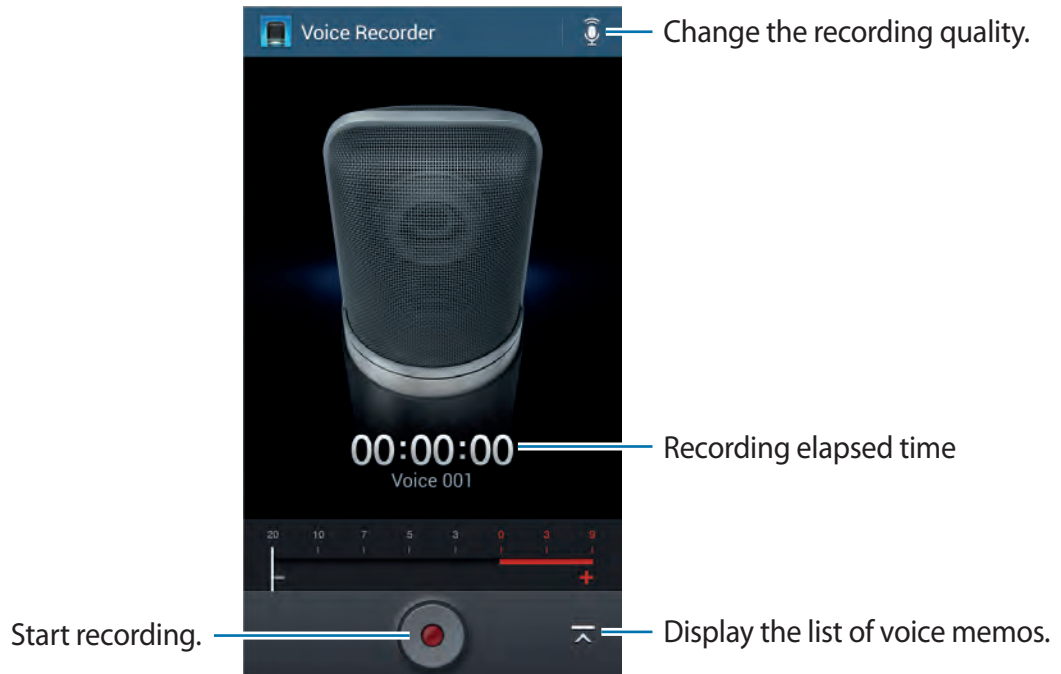 Voice Recorder
Change the recording quality.
00:00:00
Recording elapsed time
Voice 001
20 10 7 5 3 0 3 9
− +
Start recording.
Display the list of voice memos.